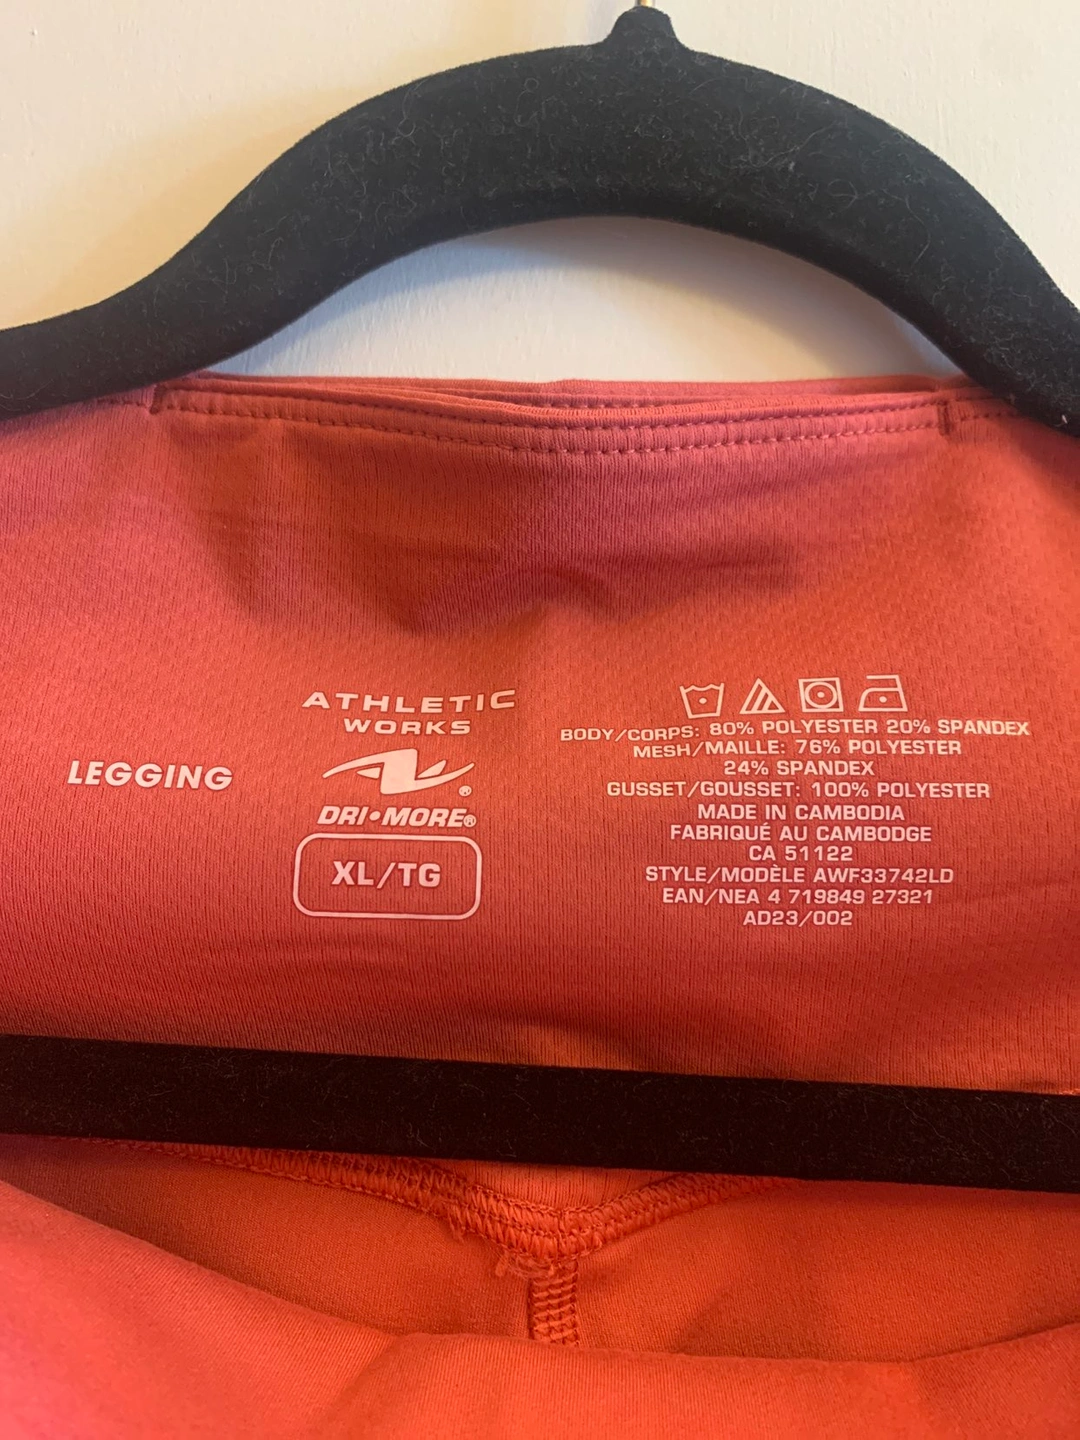 LEGGING
ATHLETIC
WORKS
DRI•MORE®
XL/TG
BODY/CORPS: 80% POLYESTER 20% SPANDEX
MESH/MAILLE: 76% POLYESTER
24% SPANDEX
GUSSET/GOUSSET: 100% POLYESTER
MADE IN CAMBODIA
FABRIQUÉ AU CAMBODGE
CA 51122
STYLE/MODÈLE AWF33742LD
EAN/NEA 4 719849 27321
AD23/002